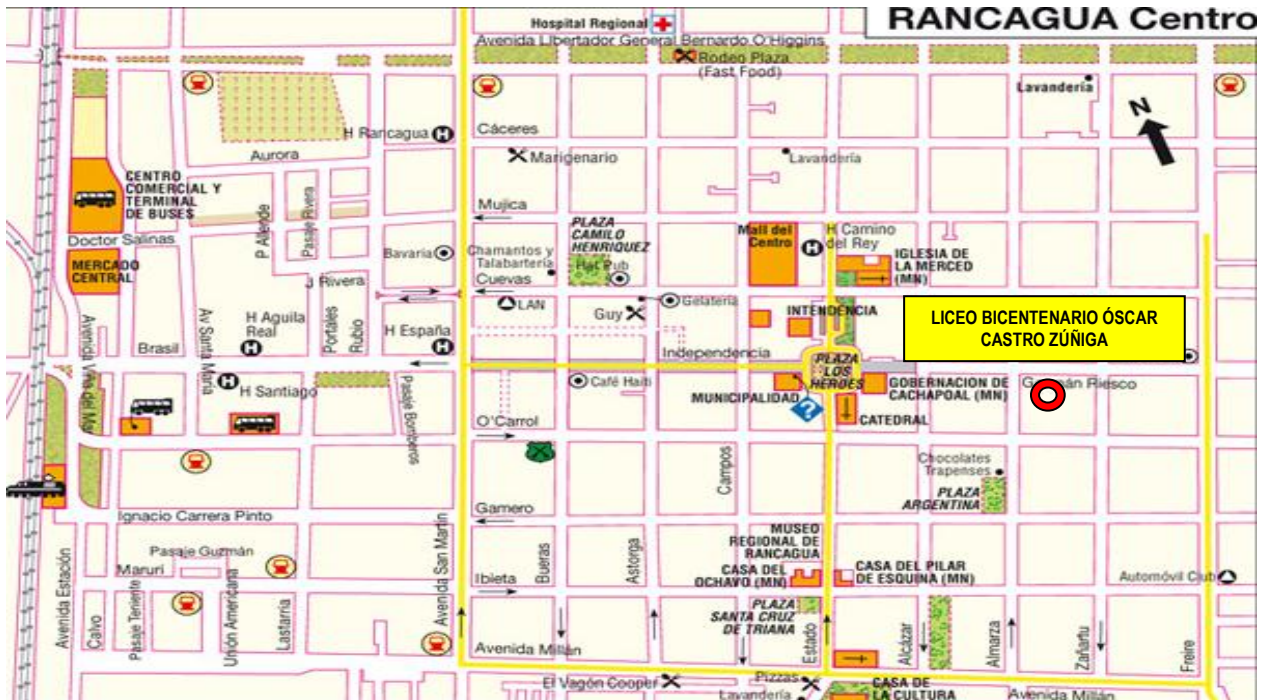 RANCAGUA Centro
Hospital Regional
Avenida Libertador General Bernardo O'Higgins
Rodeo Plaza
(Fast Food)
Lavandería
N
H Rancagua
H
Cáceres
Aurora
Marigenario
Lavandería
CENTRO
COMERCIAL Y
TERMINAL
DE BUSES
Mujica
P Allende
Pasaje Rivera
PLAZA
CAMILO
HENRIQUEZ
Mall del
Centro
H
H Camino
del Rey
Doctor Salinas
Bavaria
Chamantos y
Talabartería
Hat Pub
IGLESIA DE
LA MERCED
(MN)
MERCADO
CENTRAL
J Rivera
Cuevas
LAN
Guy
Gelatería
INTENDENCIA
LICEO BICENTENARIO ÓSCAR
CASTRO ZÚÑIGA
Avenida Viña del Mar
Av Santa María
H Aguila
Real
H
Portales
Rubio
H España
H
Brasil
Independencia
PLAZA
LOS
HEROES
H
H Santiago
Café Haití
MUNICIPALIDAD
?
GOBERNACION DE
CACHAPOAL (MN)
Riesco
Pasaje Bomberos
O'Carrol
CATEDRAL
Campos
Chocolates
Trapenses
PLAZA
ARGENTINA
Ignacio Carrera Pinto
Gamero
MUSEO
REGIONAL DE
RANCAGUA
Pasaje Guzmán
Maruri
Ibieta
Bueras
Astorga
CASA DEL
OCHAVO (MN)
CASA DEL PILAR
DE ESQUINA (MN)
Automóvil Club
Avenida Estación
Calvo
Pasaje Teniente
Unión Americana
Lastarria
Avenida San Martín
PLAZA
SANTA CRUZ
DE TRIANA
Estado
Alcázar
Almarza
Zañartu
Freire
Avenida Millán
El Vagón Cooper
Pizzas
Lavandería
CASA DE
LA CULTURA
Avenida Millán